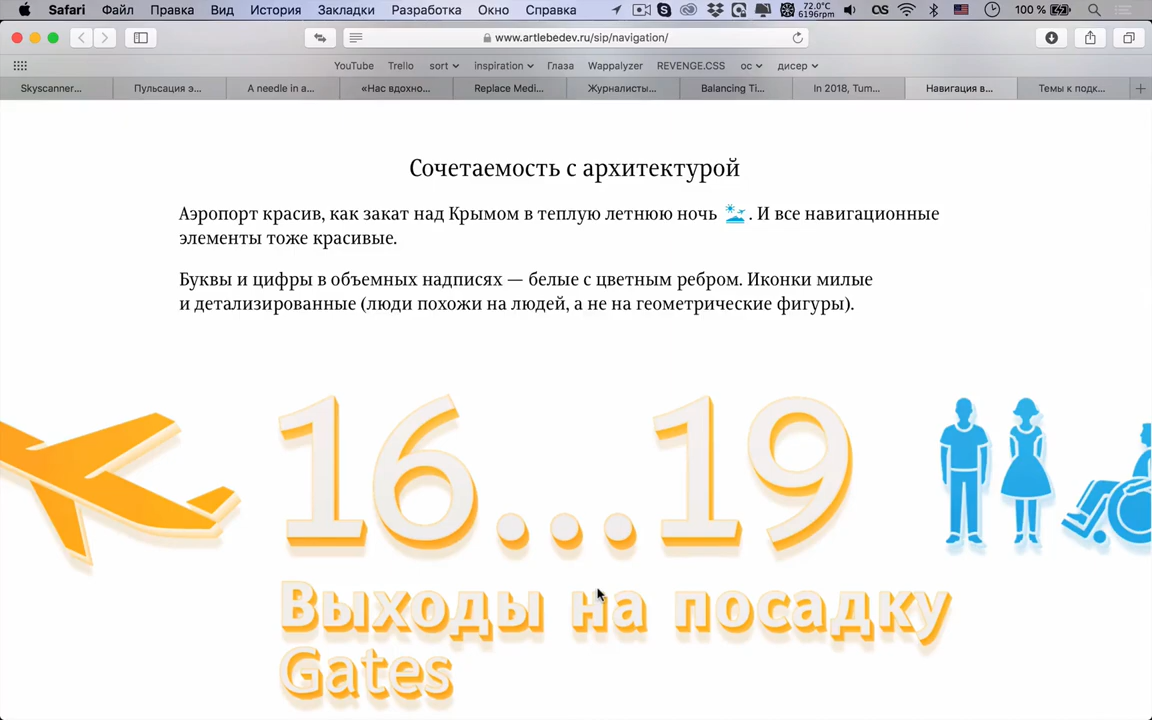 Safari Файл Правка Вид История Закладки Разработка Окно Справка 72.0°C 6196rpm 100 %
www.artlebedev.ru/sip/navigation/
YouTube Trello sort inspiration Глаза Wappalyzer REVENGE.CSS ос дисер
Skyscanner... Пульсация э... A needle in a... «Нас вдохно... Replace Medi... Журналисты... Balancing Ti... In 2018, Tum... Навигация в... Темы к подк...
Сочетаемость с архитектурой
Аэропорт красив, как закат над Крымом в теплую летнюю ночь . И все навигационные
элементы тоже красивые.
Буквы и цифры в объемных надписях — белые с цветным ребром. Иконки милые
и детализированные (люди похожи на людей, а не на геометрические фигуры).
16...19
Выходы на посадку
Gates